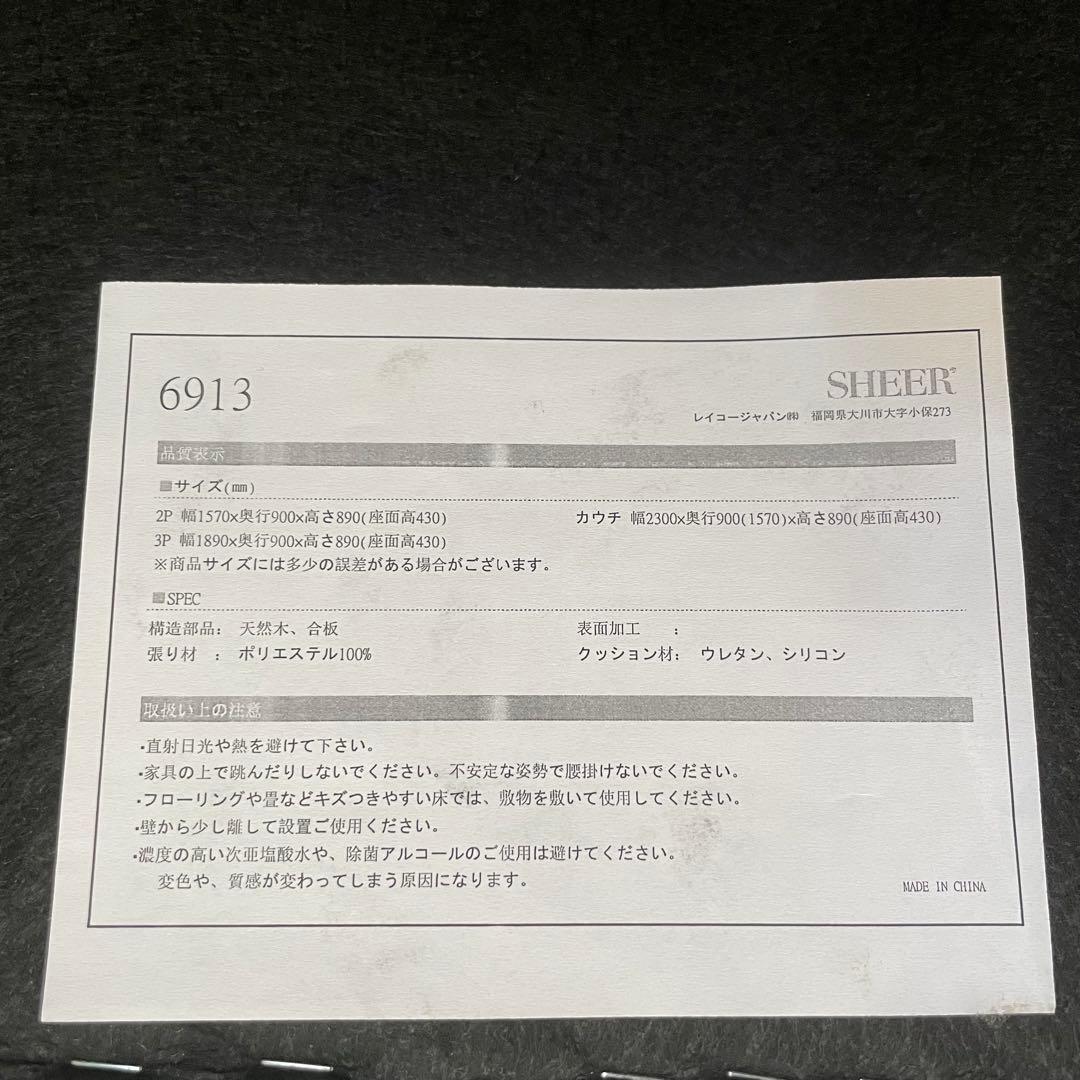 6913
SHEER
レイコージャパン㈱ 福岡県大川市大字小保273
品質表示
■サイズ(㎜)
2P 幅1570×奥行900×高さ890(座面高430) カウチ 幅2300×奥行900(1570)×高さ890(座面高430)
3P 幅1890×奥行900×高さ890(座面高430)
※商品サイズには多少の誤差がある場合がございます。
■SPEC
構造部品: 天然木、合板 表面加工 :
張り材 : ポリエステル100% クッション材: ウレタン、シリコン
取扱い上の注意
・直射日光や熱を避けて下さい。
・家具の上で跳んだりしないでください。不安定な姿勢で腰掛けないでください。
・フローリングや畳などキズつきやすい床では、敷物を敷いて使用してください。
・壁から少し離して設置ご使用ください。
・濃度の高い次亜塩酸水や、除菌アルコールのご使用は避けてください。
変色や、質感が変わってしまう原因になります。
MADE IN CHINA